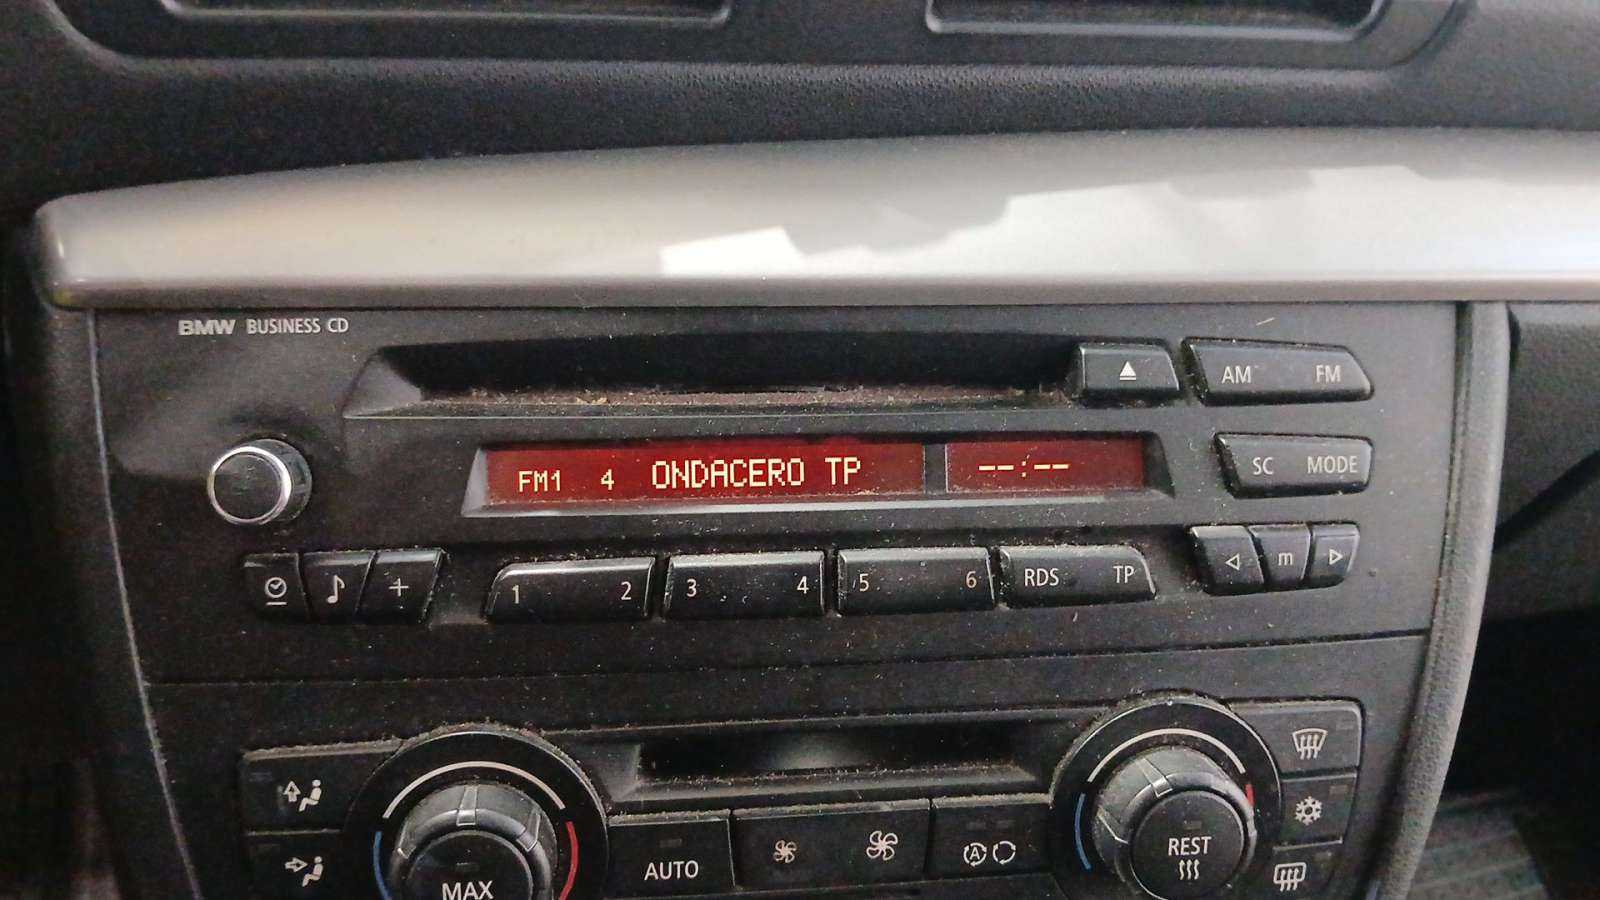 BMW BUSINESS CD
AM FM
FM1 4 ONDACERO TP --:--
SC MODE
1 2 3 4 5 6 RDS TP m
AUTO
A
REST
MAX